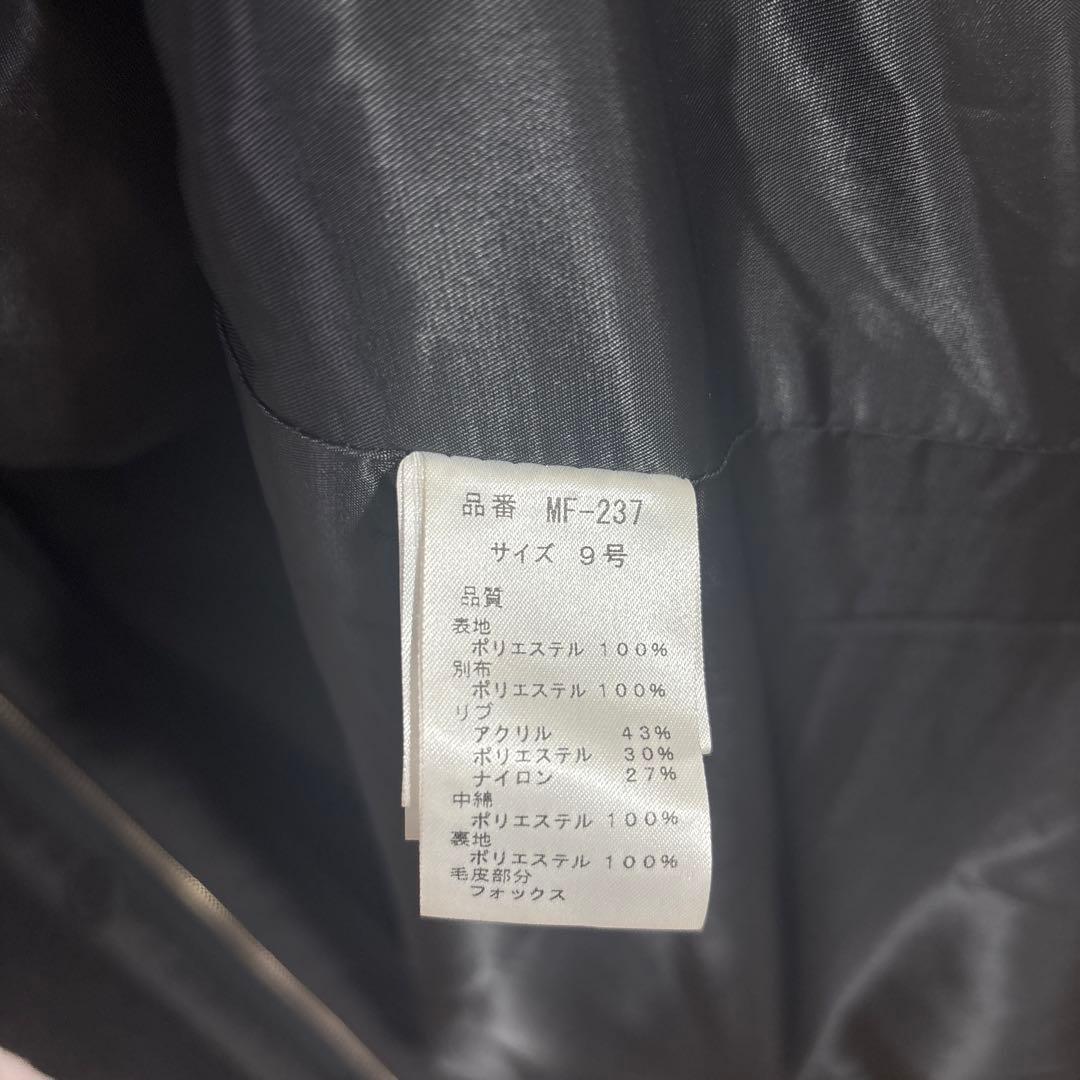 品番 MF-237
サイズ 9号
品質
表地
ポリエステル 100%
別布
ポリエステル 100%
リブ
アクリル 43%
ポリエステル 30%
ナイロン 27%
中綿
ポリエステル 100%
裏地
ポリエステル 100%
毛皮部分
フォックス